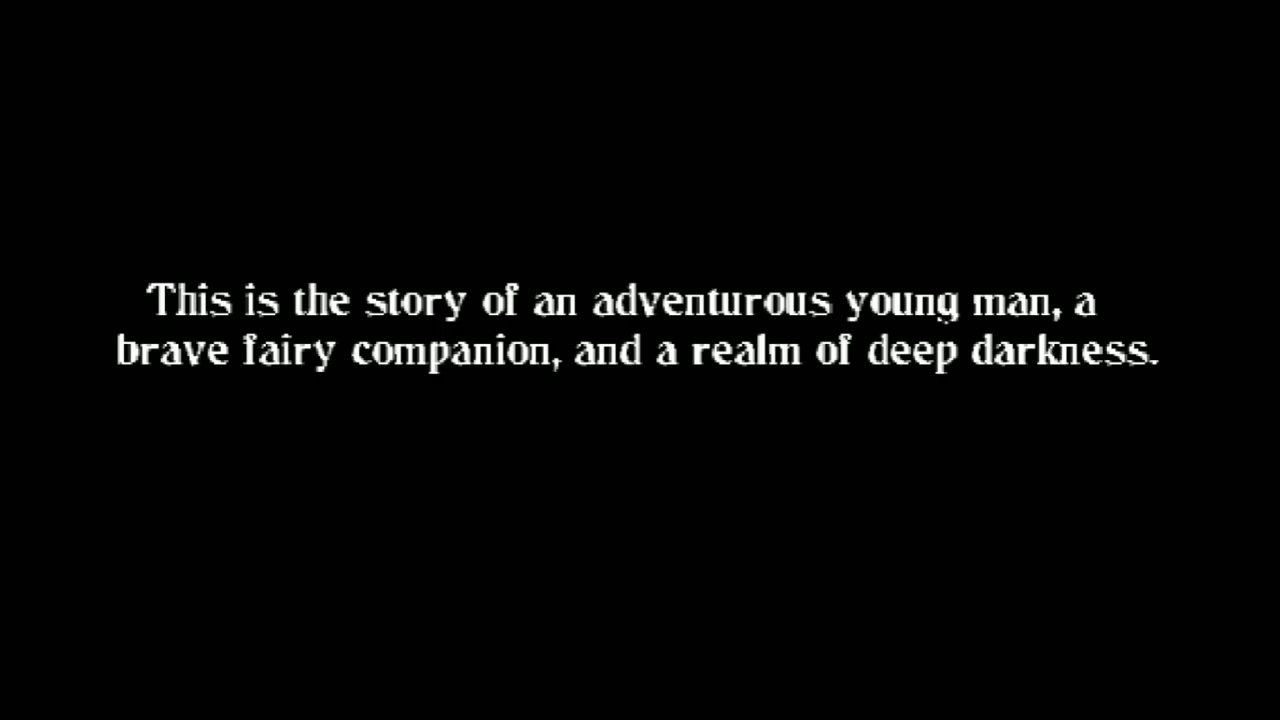 This is the story of an adventurous young man, a
brave fairy companion, and a realm of deep darkness.